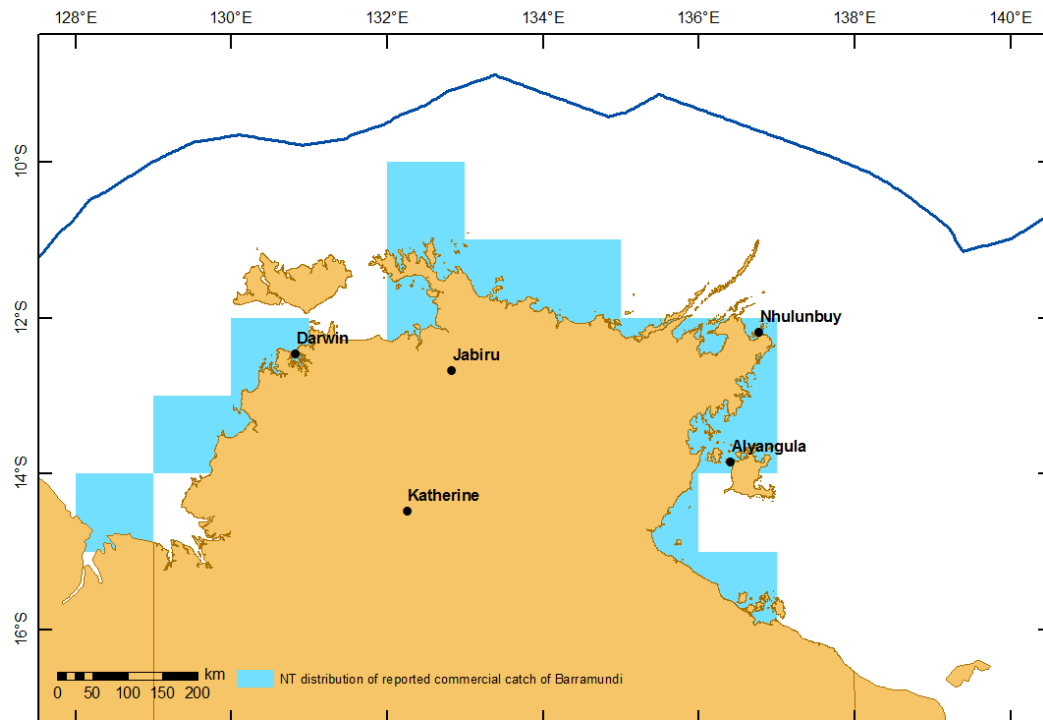 128°E 130°E 132°E 134°E 136°E 138°E 140°E
10°S
12°S
14°S
16°S
Nhulunbuy
Darwin
Jabiru
Alyangula
Katherine
km
0 50 100 150 200
NT distribution of reported commercial catch of Barramundi